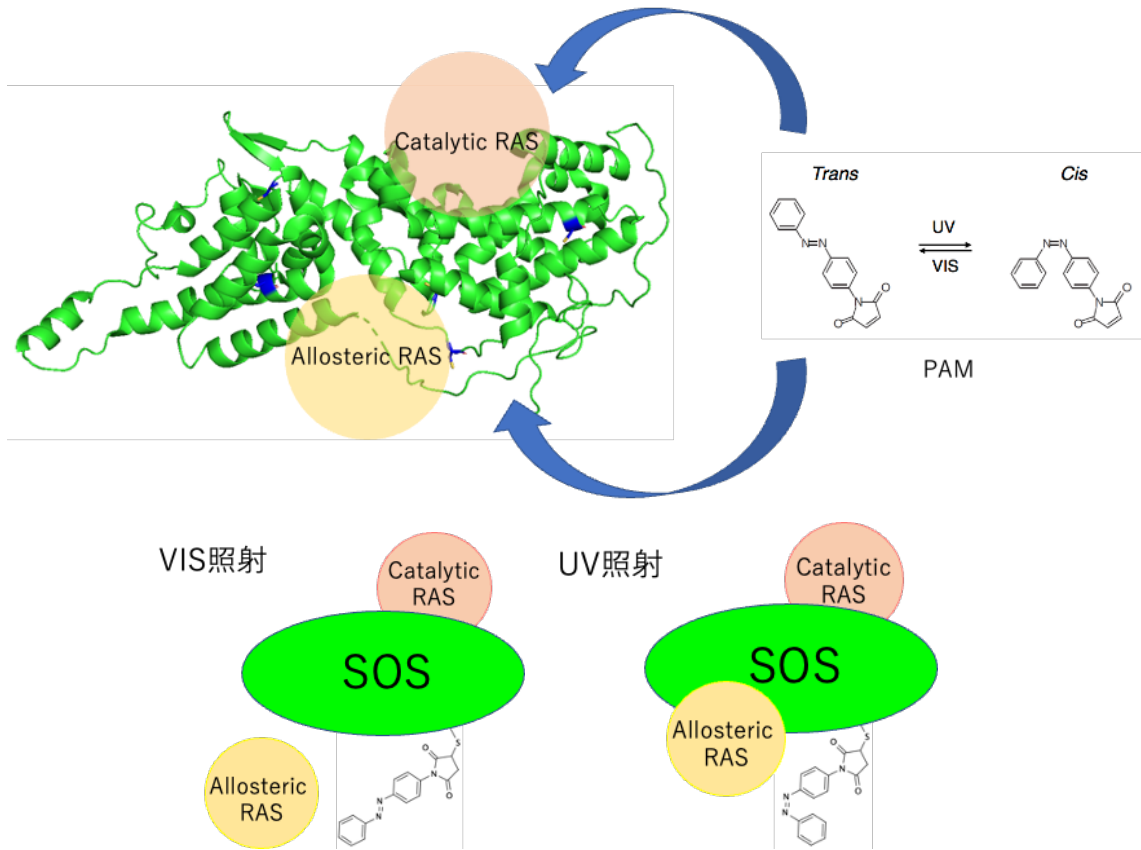 Catalytic RAS
Allosteric RAS
Trans
Cis
N=N
N=N
UV
VIS
O
N
O
O
N
O
PAM
VIS照射
Catalytic
RAS
SOS
Allosteric
RAS
S
O
N
O
N=N
UV照射
Catalytic
RAS
SOS
Allosteric
RAS
S
O
N
O
N=N